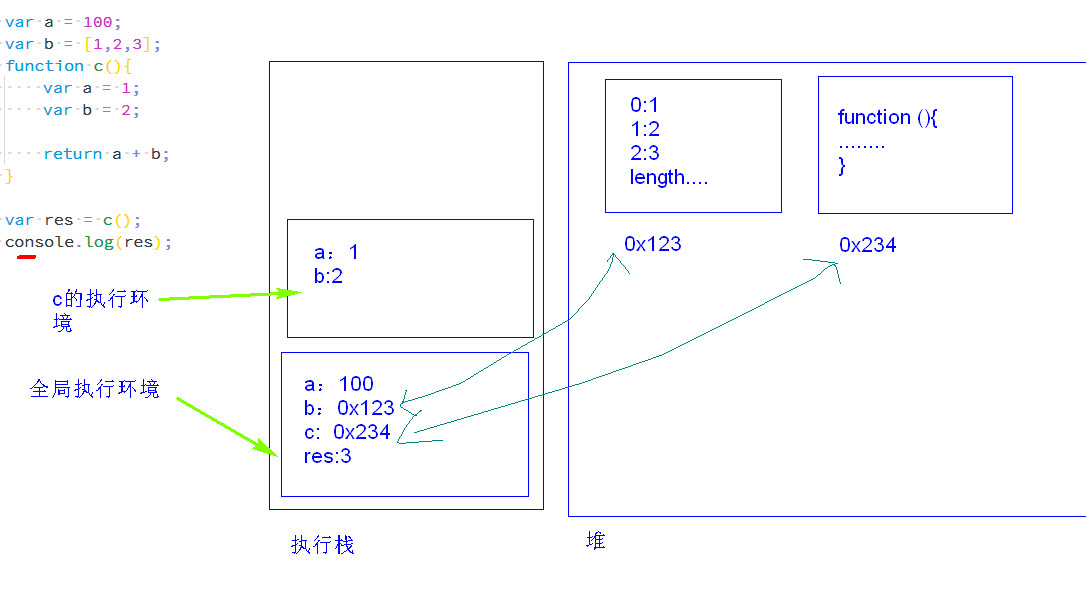 var a = 100;
var b = [1,2,3];
function c(){
var a = 1;
var b = 2;
return a + b;
}
var res = c();
console.log(res);
c的执行环
境
全局执行环境
a：1
b:2
a：100
b：0x123
c: 0x234
res:3
执行栈
0:1
1:2
2:3
length....
0x123
function (){
........
}
0x234
堆